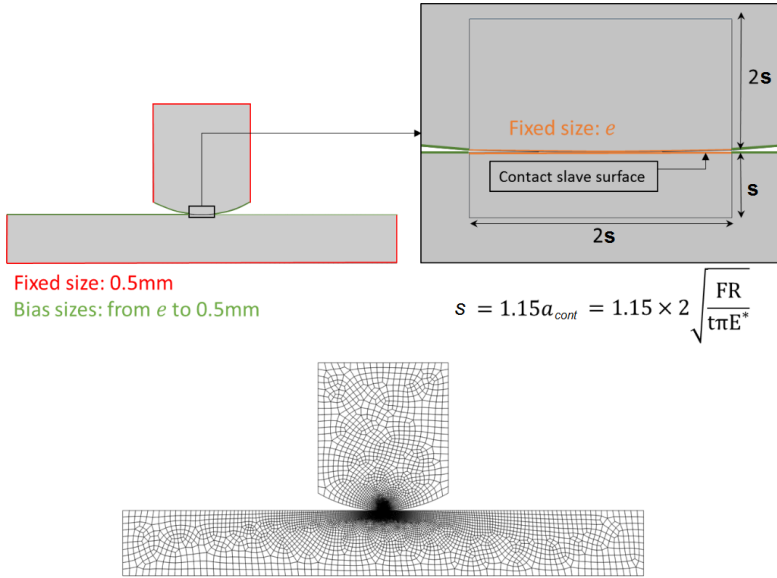 2s
Fixed size: e
Contact slave surface
s
2s
Fixed size: 0.5mm
Bias sizes: from e to 0.5mm
s = 1.15a_cont = 1.15 × 2√(FR/(tπE*))